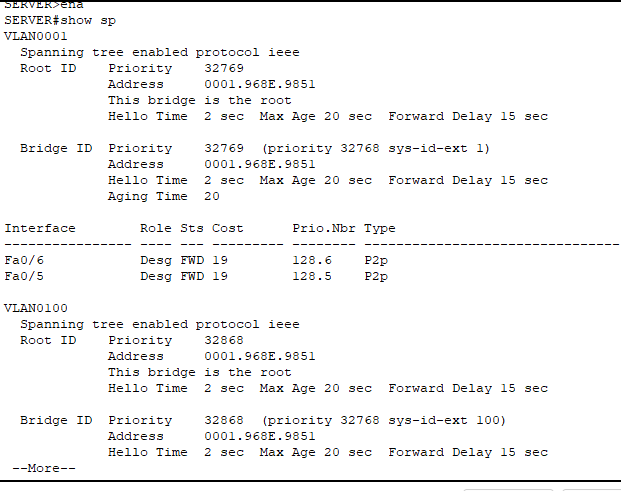 SERVER>ena
SERVER#show sp
VLAN0001
  Spanning tree enabled protocol ieee
  Root ID    Priority    32769
             Address     0001.968E.9851
             This bridge is the root
             Hello Time  2 sec  Max Age 20 sec  Forward Delay 15 sec

  Bridge ID  Priority    32769  (priority 32768 sys-id-ext 1)
             Address     0001.968E.9851
             Hello Time  2 sec  Max Age 20 sec  Forward Delay 15 sec
             Aging Time  20

Interface        Role Sts Cost      Prio.Nbr Type
---------------- ---- --- --------- -------- --------------------------------
Fa0/6            Desg FWD 19        128.6    P2p
Fa0/5            Desg FWD 19        128.5    P2p

VLAN0100
  Spanning tree enabled protocol ieee
  Root ID    Priority    32868
             Address     0001.968E.9851
             This bridge is the root
             Hello Time  2 sec  Max Age 20 sec  Forward Delay 15 sec

  Bridge ID  Priority    32868  (priority 32768 sys-id-ext 100)
             Address     0001.968E.9851
             Hello Time  2 sec  Max Age 20 sec  Forward Delay 15 sec
 --More--